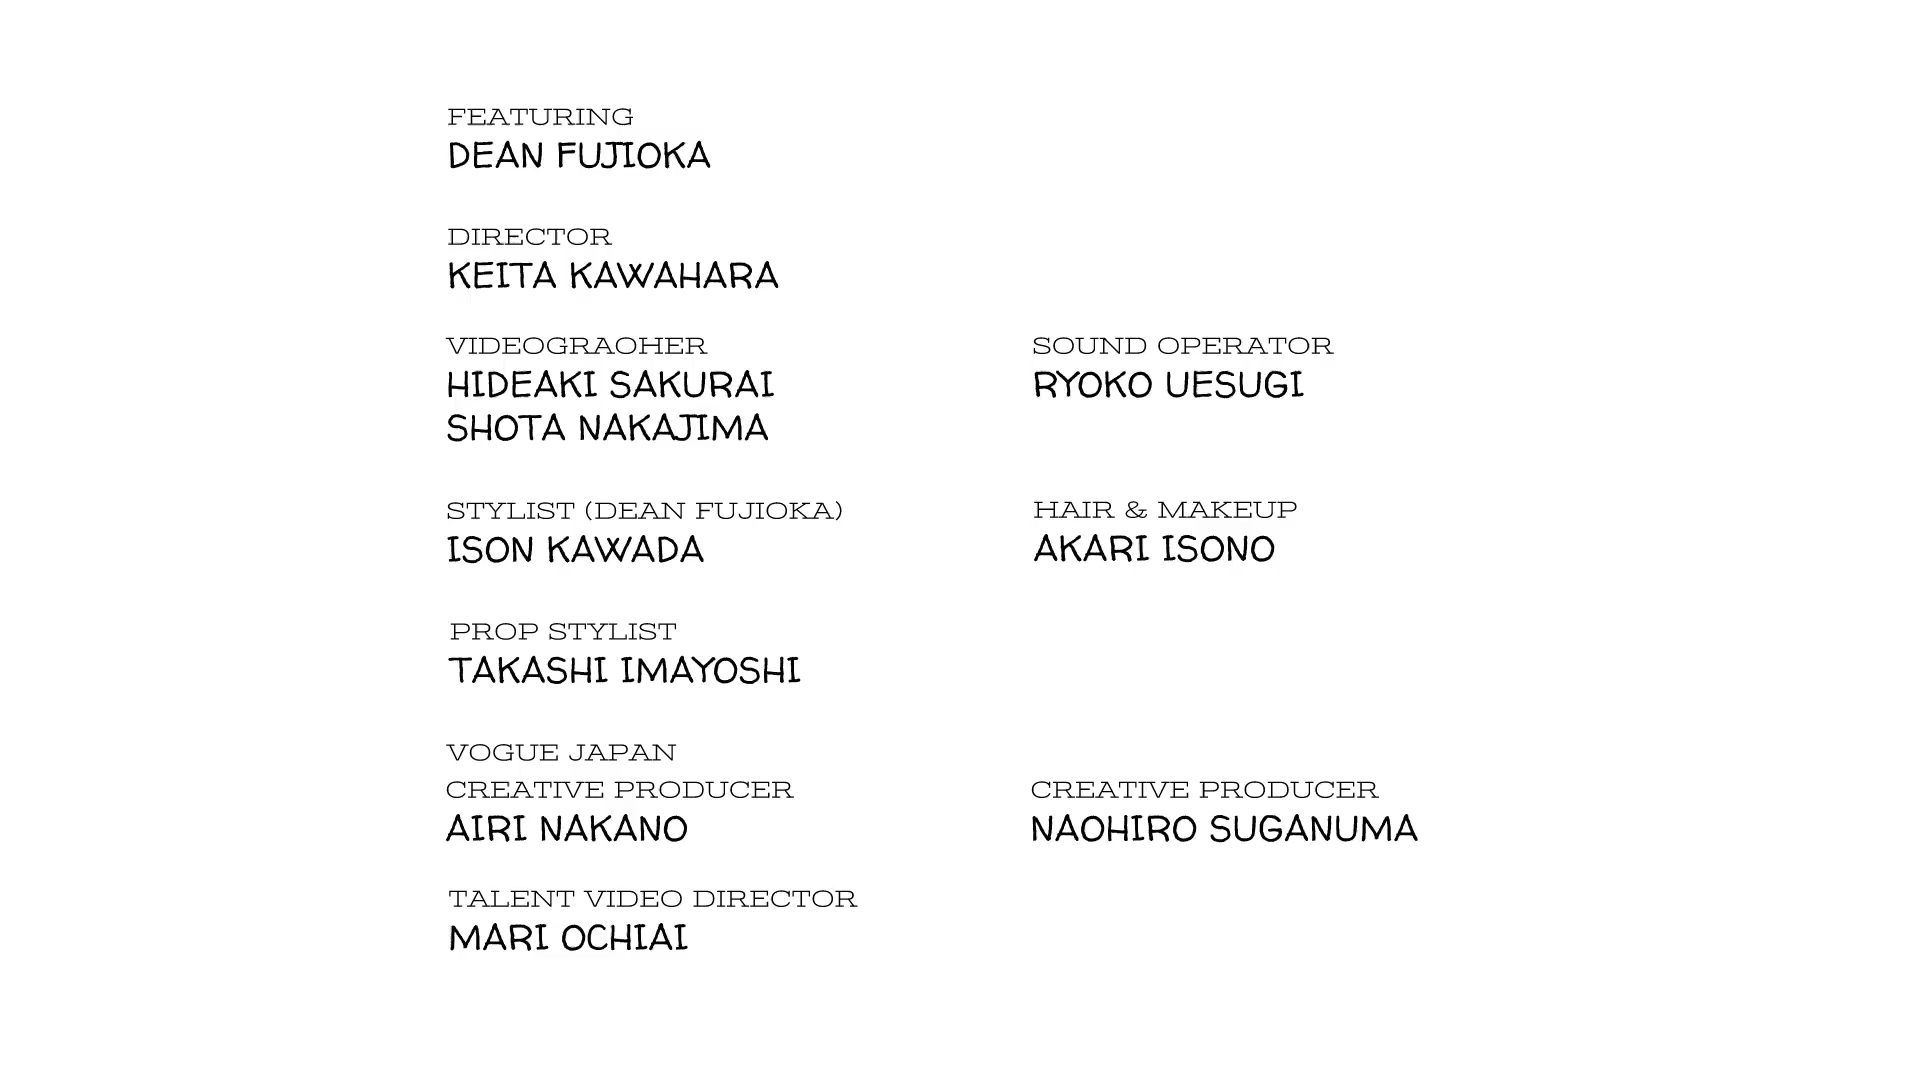 FEATURING
DEAN FUJIOKA
DIRECTOR
KEITA KAWAHARA
VIDEOGRAOHER
HIDEAKI SAKURAI
SHOTA NAKAJIMA
SOUND OPERATOR
RYOKO UESUGI
STYLIST (DEAN FUJIOKA)
ISON KAWADA
HAIR & MAKEUP
AKARI ISONO
PROP STYLIST
TAKASHI IMAYOSHI
VOGUE JAPAN
CREATIVE PRODUCER
AIRI NAKANO
CREATIVE PRODUCER
NAOHIRO SUGANUMA
TALENT VIDEO DIRECTOR
MARI OCHIAI